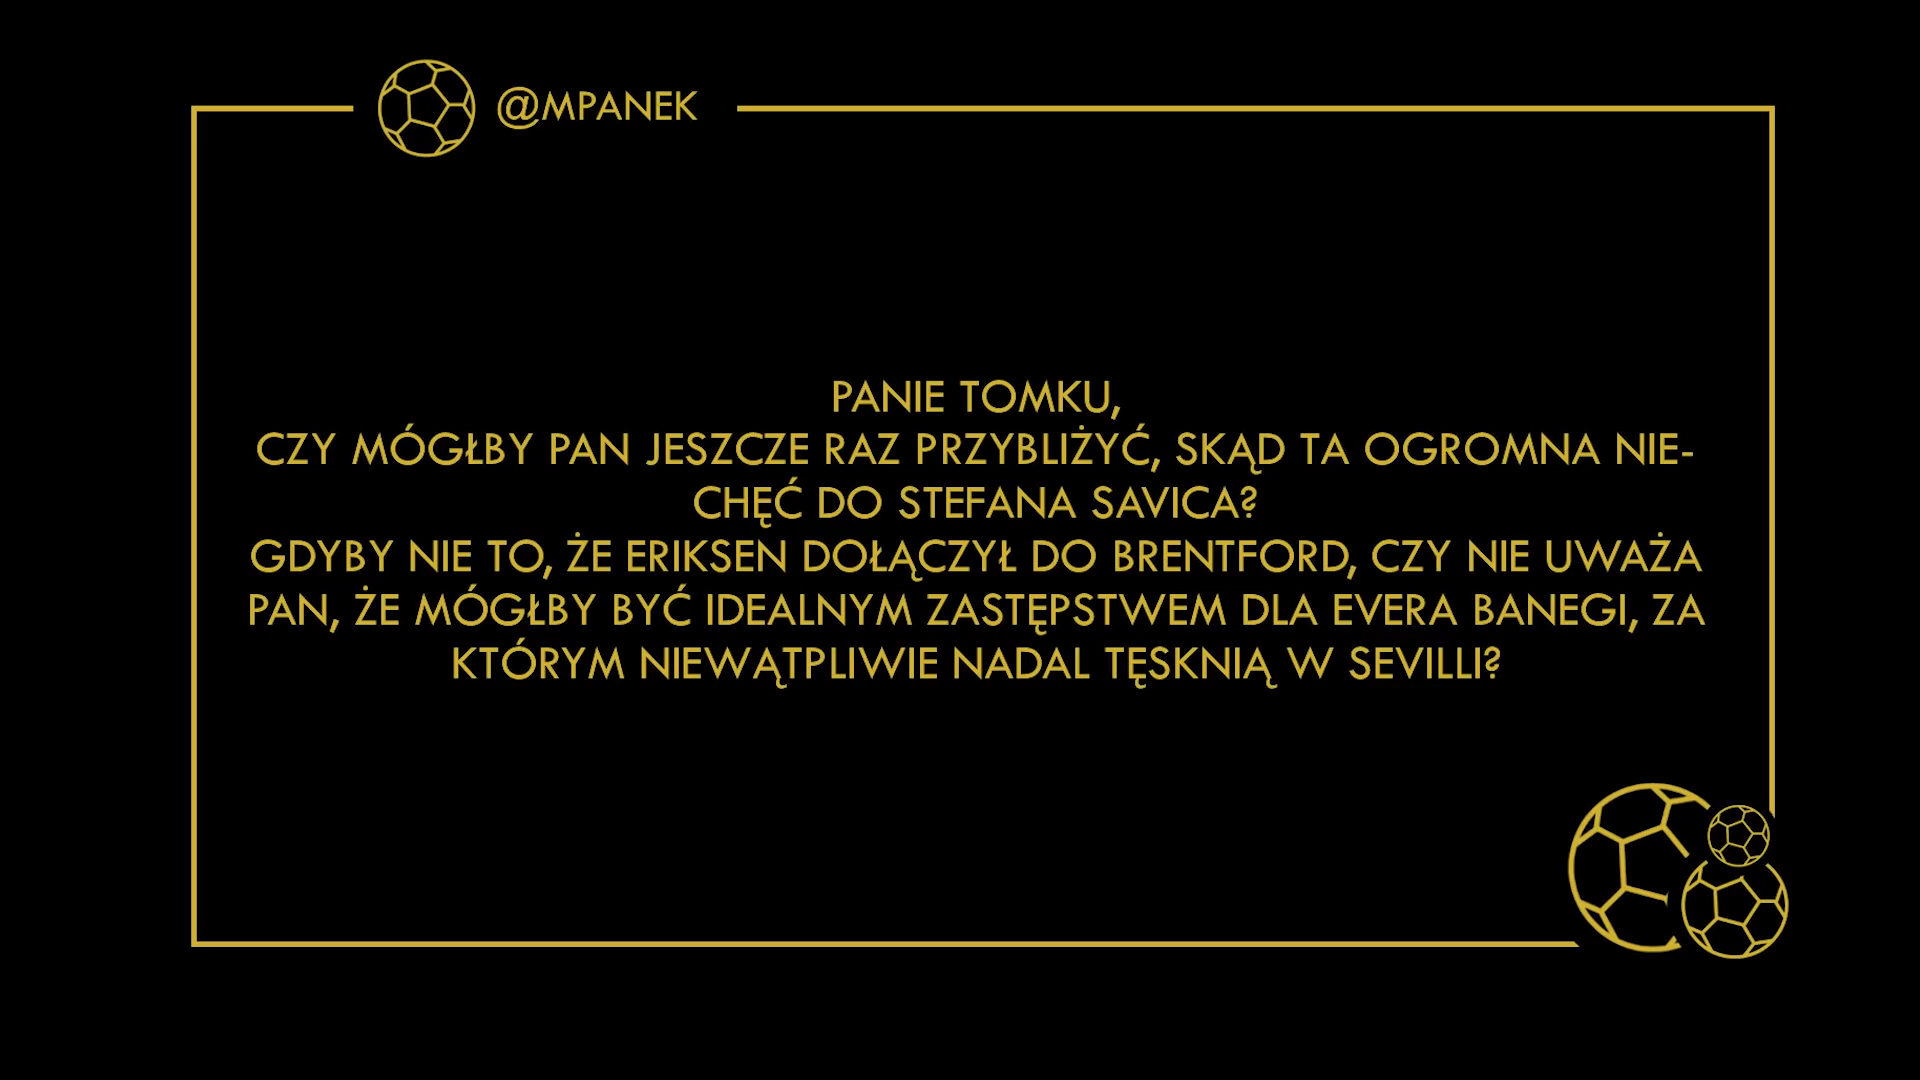 @MPANEK
PANIE TOMKU,
CZY MÓGŁBY PAN JESZCZE RAZ PRZYBLIŻYĆ, SKĄD TA OGROMNA NIE-
CHĘĆ DO STEFANA SAVICA?
GDYBY NIE TO, ŻE ERIKSEN DOŁĄCZYŁ DO BRENTFORD, CZY NIE UWAŻA
PAN, ŻE MÓGŁBY BYĆ IDEALNYM ZASTĘPSTWEM DLA EVERA BANEGI, ZA
KTÓRYM NIEWĄTPLIWIE NADAL TĘSKNIĄ W SEVILLI?